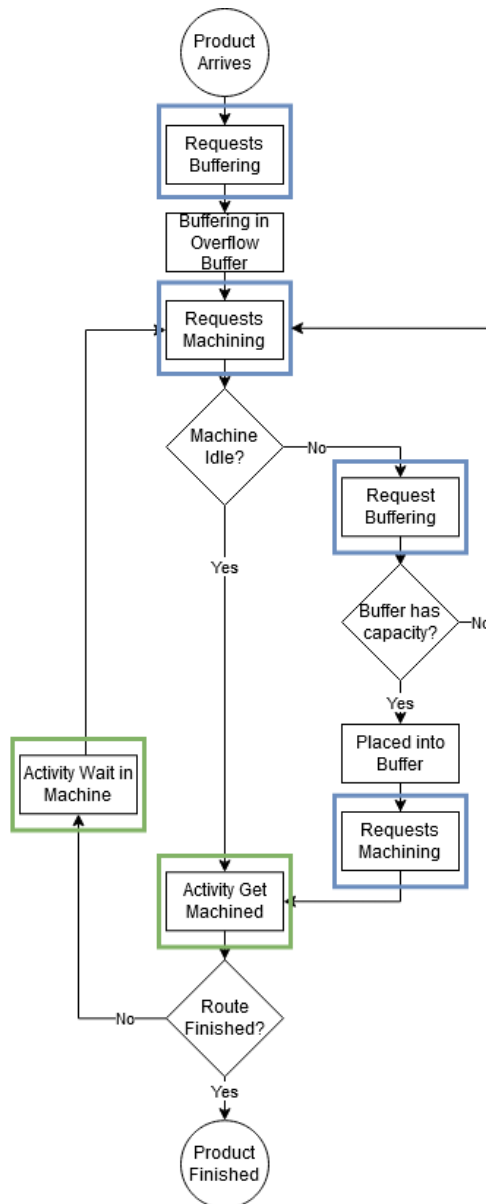 Product
Arrives
Requests
Buffering
Buffering in
Overflow
Buffer
Requests
Machining
Machine
Idle?
No
Request
Buffering
Yes
Buffer has
capacity?
No
Yes
Activity Wait in
Machine
Placed into
Buffer
Requests
Machining
Activity Get
Machined
Route
Finished?
No
Yes
Product
Finished